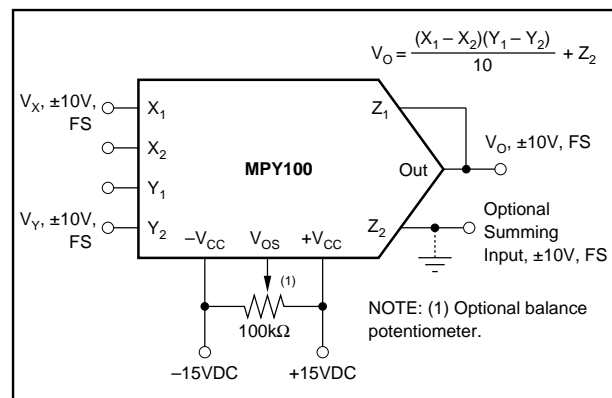 V_O = (X_1 – X_2)(Y_1 – Y_2) / 10 + Z_2
V_X, ±10V,
FS
X_1
X_2
Y_1
V_Y, ±10V,
FS
Y_2
MPY100
Z_1
Out
Z_2
V_O, ±10V, FS
Optional
Summing
Input, ±10V, FS
–V_CC
V_OS
+V_CC
(1)
100kΩ
–15VDC
+15VDC
NOTE: (1) Optional balance
potentiometer.